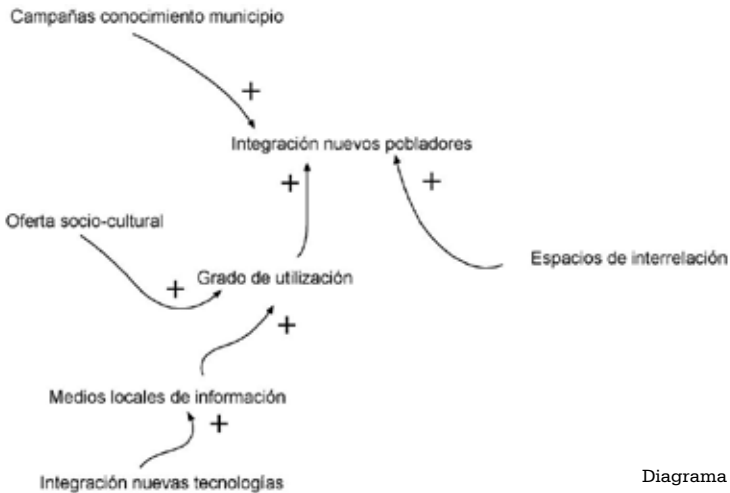 Campañas conocimiento municipio
+
Integración nuevos pobladores
+
+
Oferta socio-cultural
Espacios de interrelación
Grado de utilización
+
+
Medios locales de información
+
Integración nuevas tecnologías
Diagrama